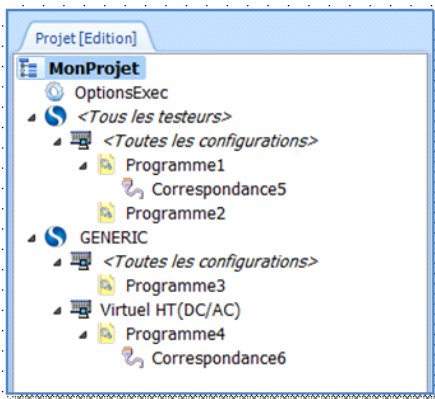 Projet [Edition]
MonProjet
OptionsExec
<Tous les testeurs>
<Toutes les configurations>
Programme1
Correspondance5
Programme2
GENERIC
<Toutes les configurations>
Programme3
Virtuel HT(DC/AC)
Programme4
Correspondance6